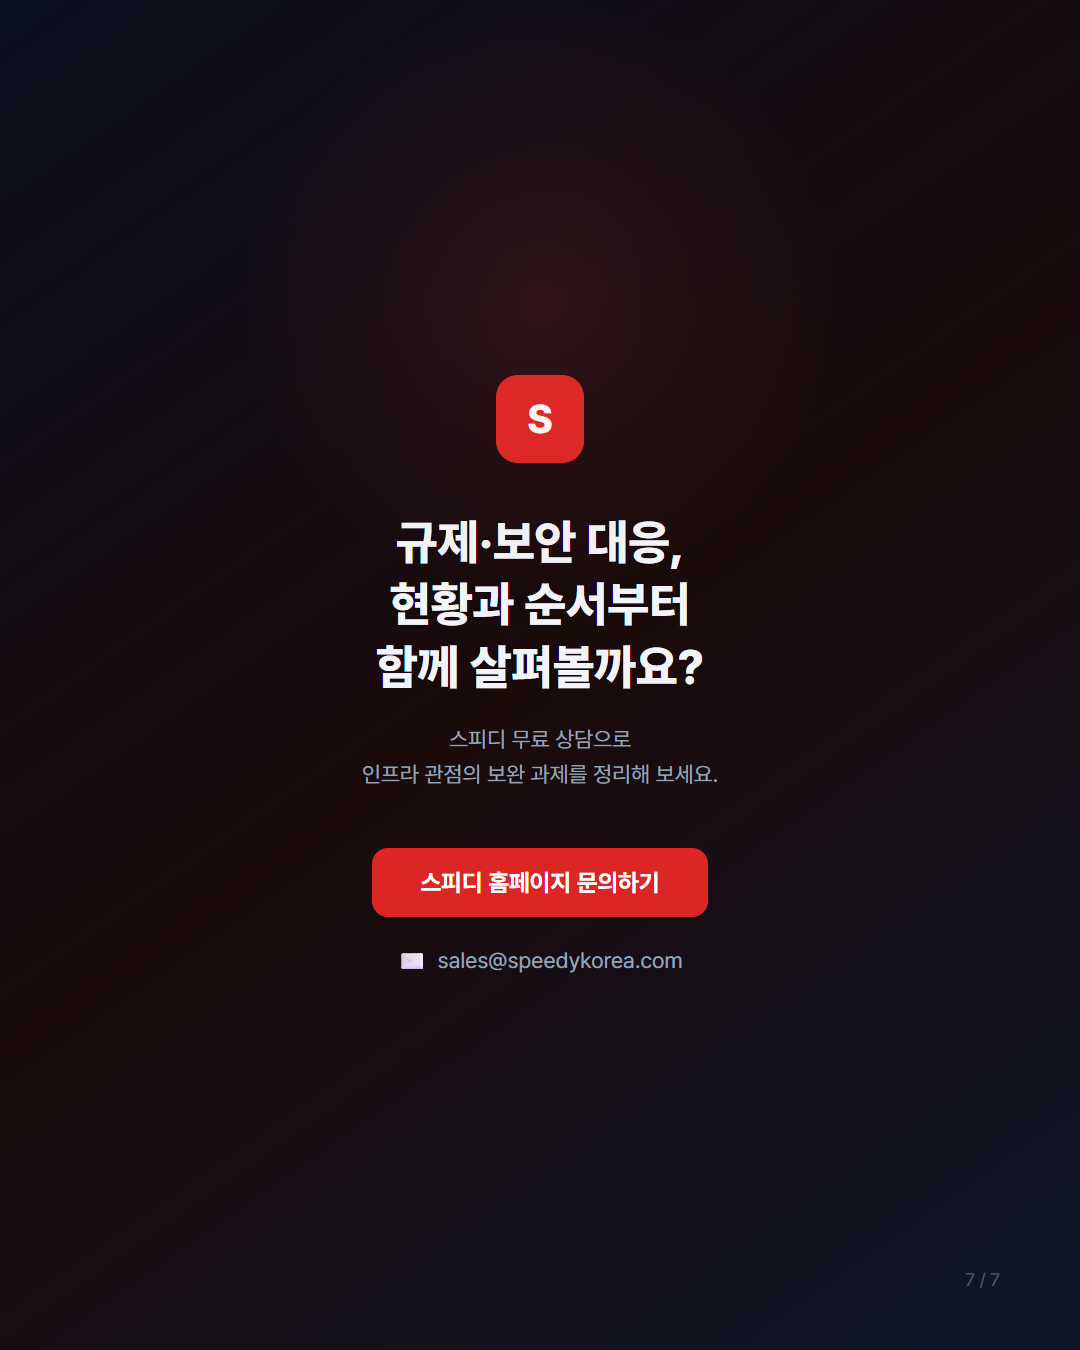 S
규제·보안 대응,
현황과 순서부터
함께 살펴볼까요?
스피디 무료 상담으로
인프라 관점의 보완 과제를 정리해 보세요.
스피디 홈페이지 문의하기
sales@speedykorea.com
7 / 7